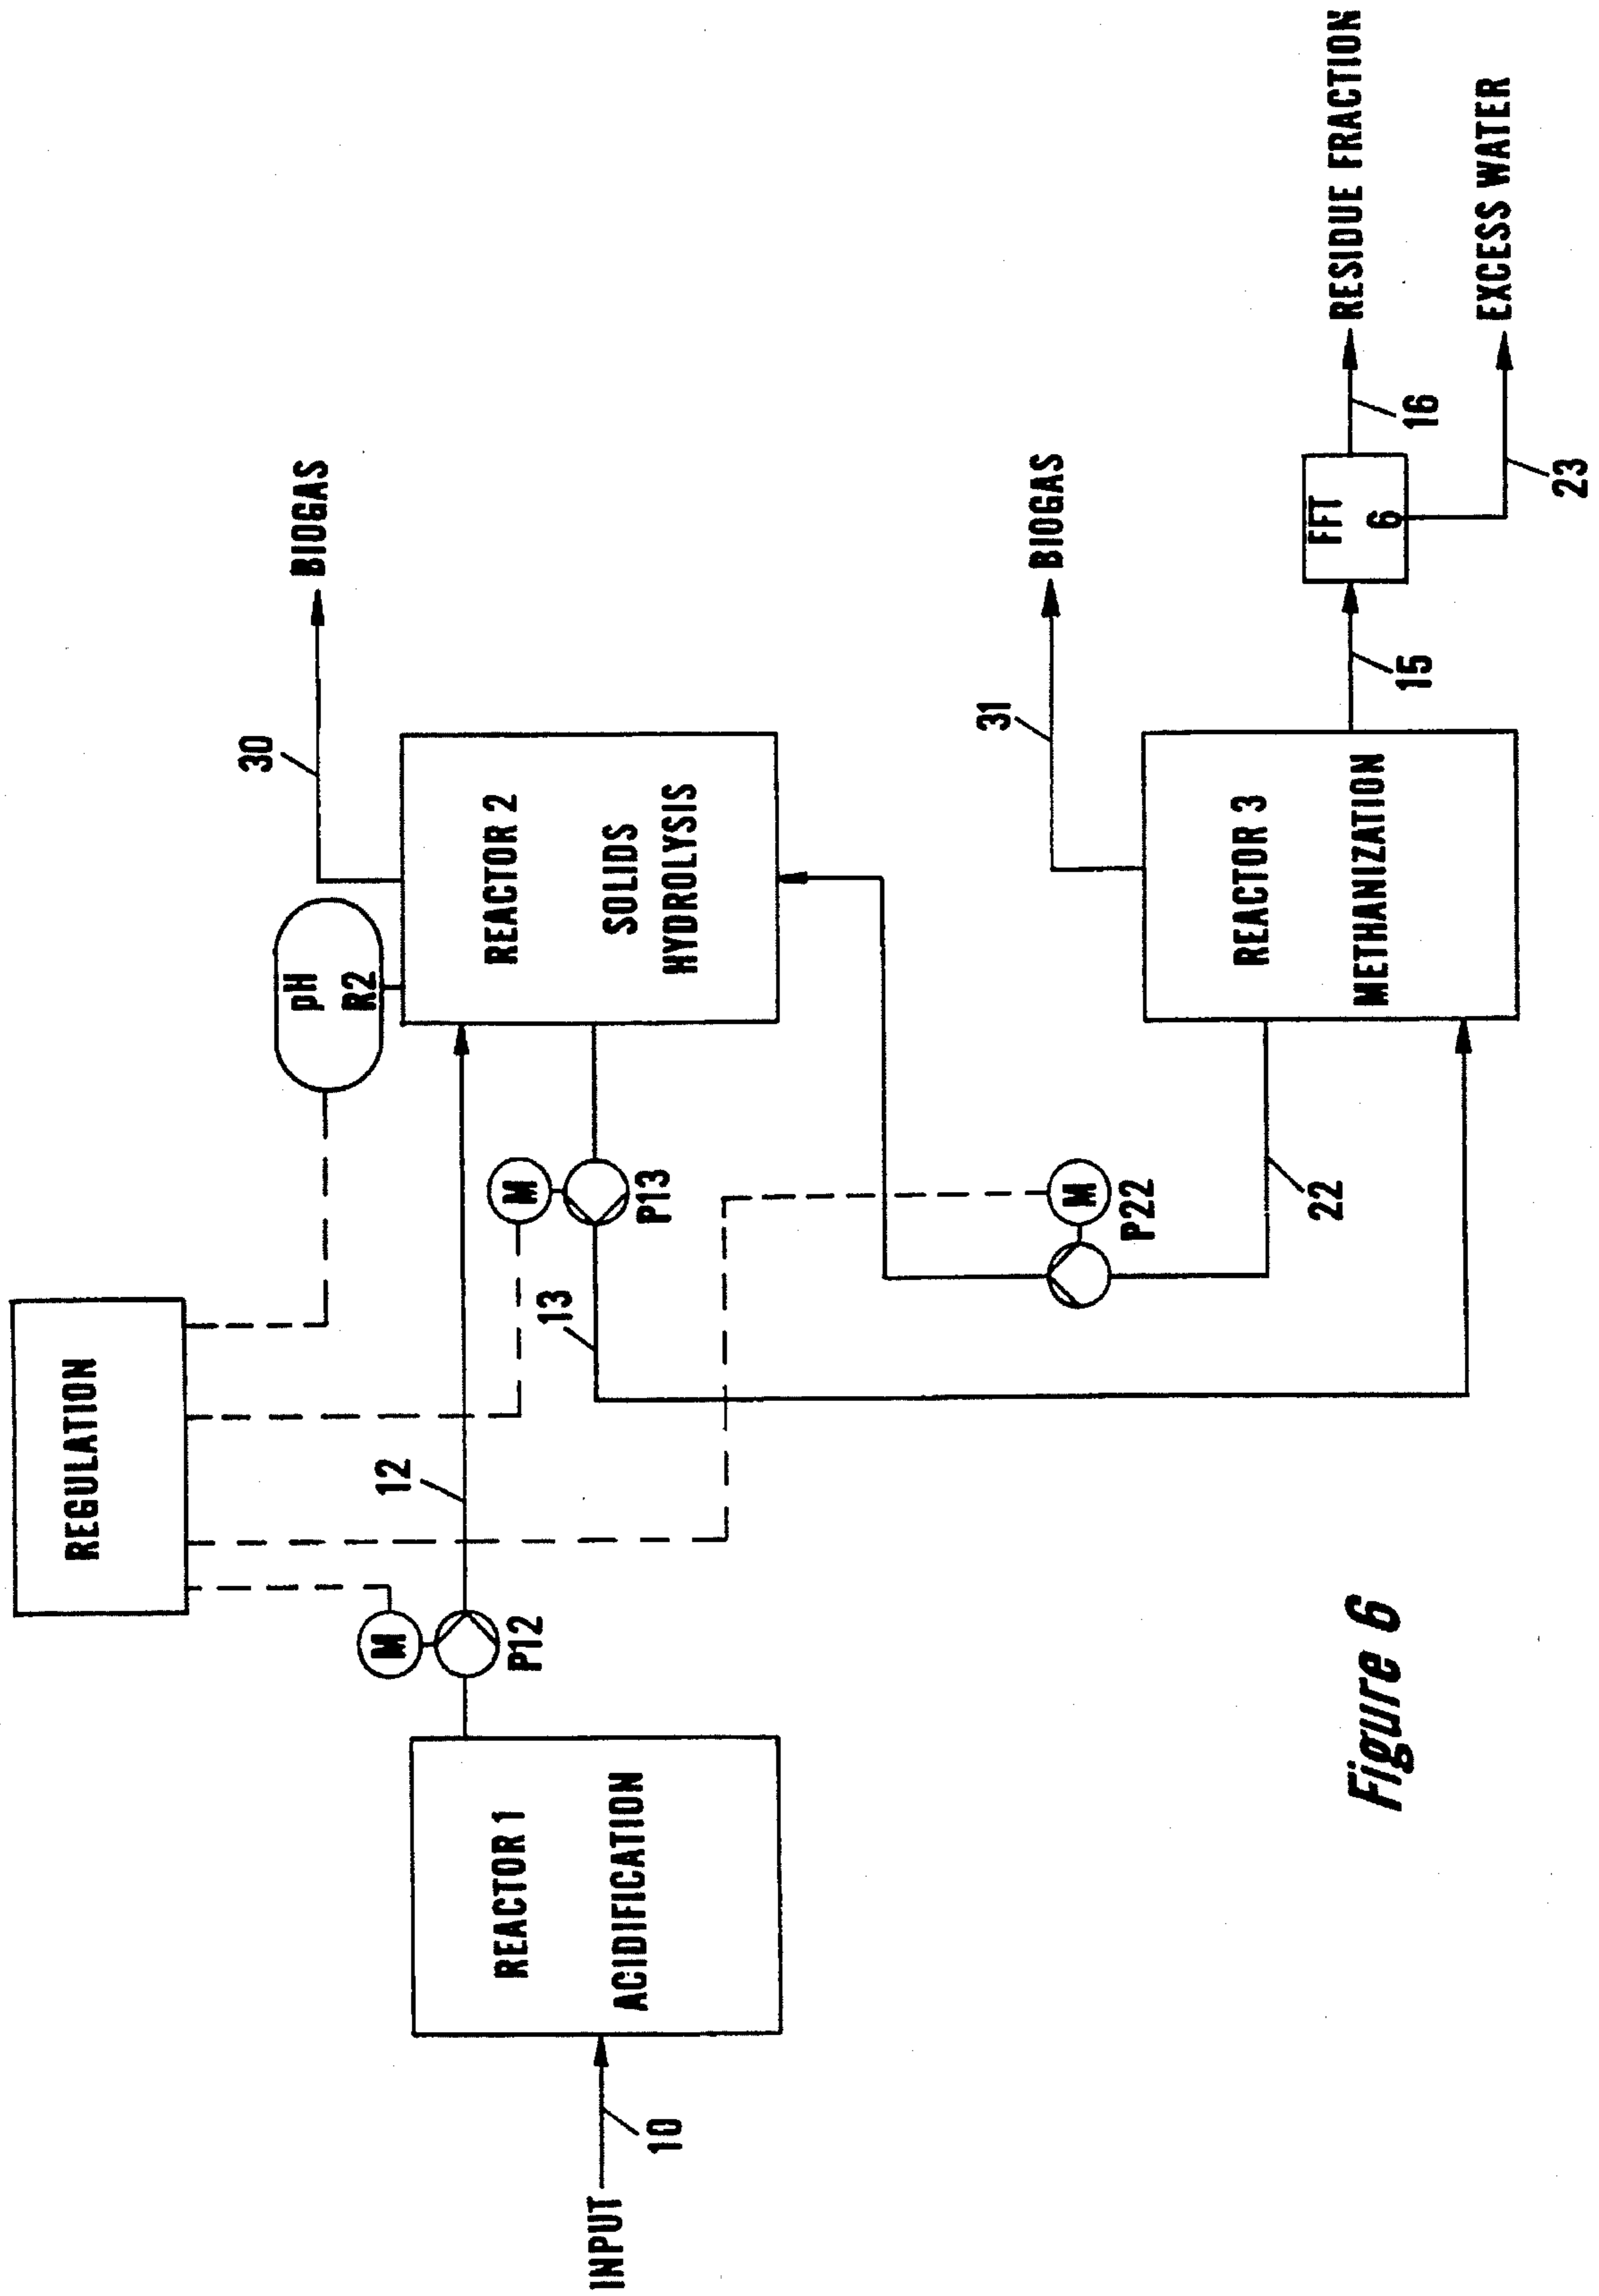 REGULATION
pH
R2
30
BIOGAS
M
P12
12
M
P13
13
REACTOR 1
ACIDIFICATION
INPUT
10
REACTOR 2
SOLIDS
HYDROLYSIS
M
P22
22
31
BIOGAS
REACTOR 3
METHANIZATION
15
FFT
6
16
RESIDUE FRACTION
23
EXCESS WATER
Figure 6